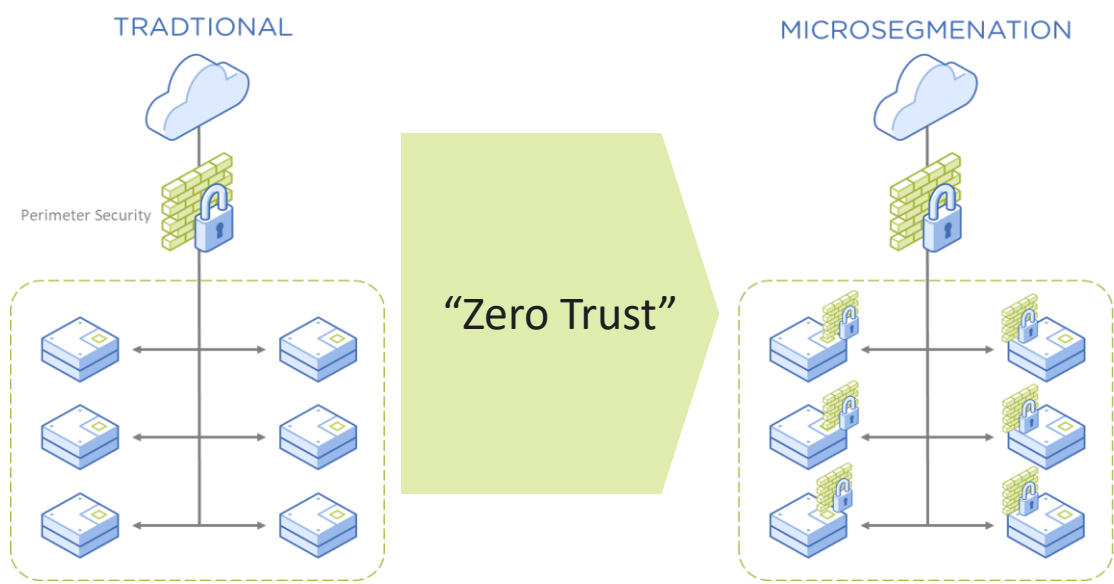 TRADTIONAL
MICROSEGMENATION
Perimeter Security
“Zero Trust”